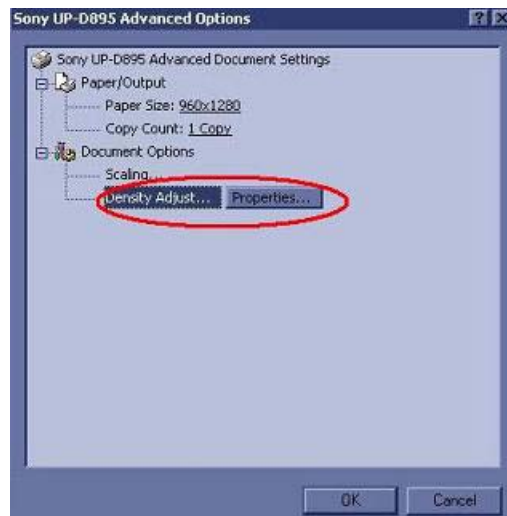 Sony UP-D895 Advanced Options
Sony UP-D895 Advanced Document Settings
Paper/Output
Paper Size: 960x1280
Copy Count: 1 Copy
Document Options
Scaling...
Density Adjust... Properties...
OK Cancel